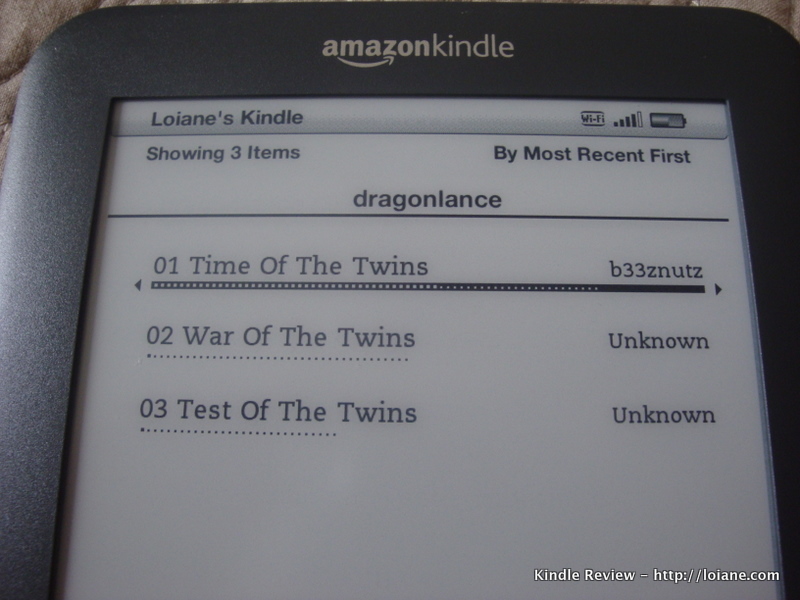 amazonkindle
Loiane's Kindle Wi-Fi
Showing 3 Items By Most Recent First
dragonlance
01 Time Of The Twins b33znutz
02 War Of The Twins Unknown
03 Test Of The Twins Unknown
Kindle Review - http://loiane.com